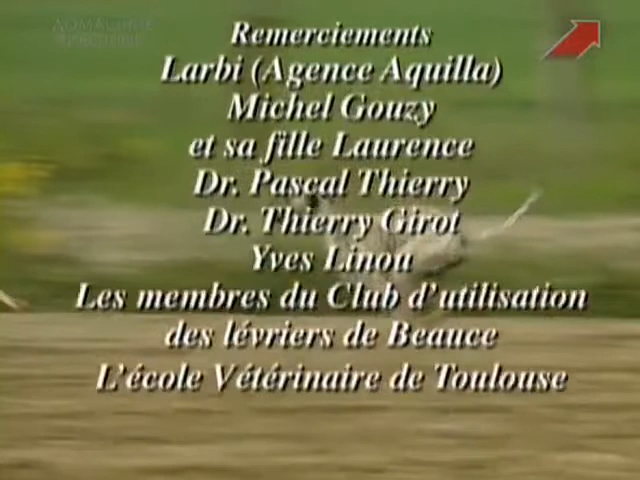 Remerciements
Larbi (Agence Aquilla)
Michel Gouzy
et sa fille Laurence
Dr. Pascal Thierry
Dr. Thierry Girot
Yves Linou
Les membres du Club d'utilisation
des lévriers de Beauce
L'école Vétérinaire de Toulouse